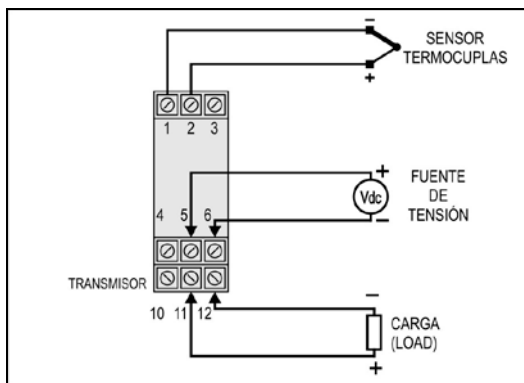 −
SENSOR
TERMOCUPLAS
+
1 2 3
+
FUENTE
DE
TENSIÓN
Vdc
4 5 6
−
TRANSMISOR
10 11 12
−
CARGA
(LOAD)
+